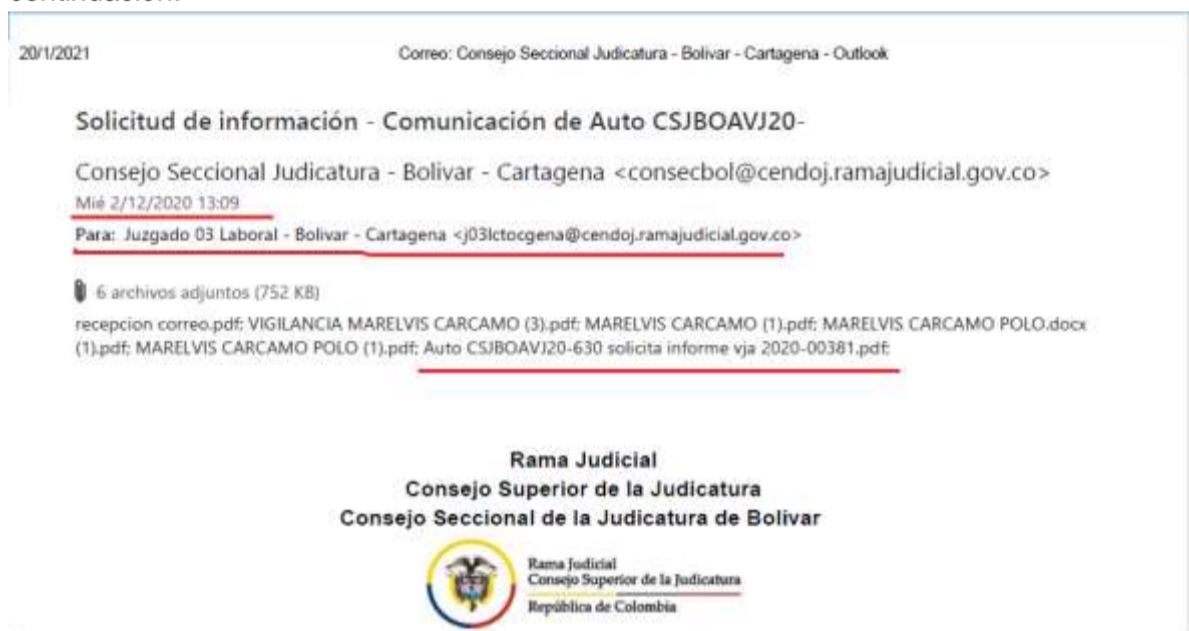 20/1/2021 Correo: Consejo Seccional Judicatura - Bolivar - Cartagena - Outlook
Solicitud de información - Comunicación de Auto CSJBOAVJ20-
Consejo Seccional Judicatura - Bolivar - Cartagena <consecbol@cendoj.ramajudicial.gov.co>
Mié 2/12/2020 13:09
Para: Juzgado 03 Laboral - Bolivar - Cartagena <j03lctocgena@cendoj.ramajudicial.gov.co>
6 archivos adjuntos (752 KB)
recepcion correo.pdf; VIGILANCIA MARELVIS CARCAMO (3).pdf; MARELVIS CARCAMO (1).pdf; MARELVIS CARCAMO POLO.docx
(1).pdf; MARELVIS CARCAMO POLO (1).pdf; Auto CSJBOAVJ20-630 solicita informe vja 2020-00381.pdf;
Rama Judicial
Consejo Superior de la Judicatura
Consejo Seccional de la Judicatura de Bolivar
Rama Judicial
Consejo Superior de la Judicatura
República de Colombia